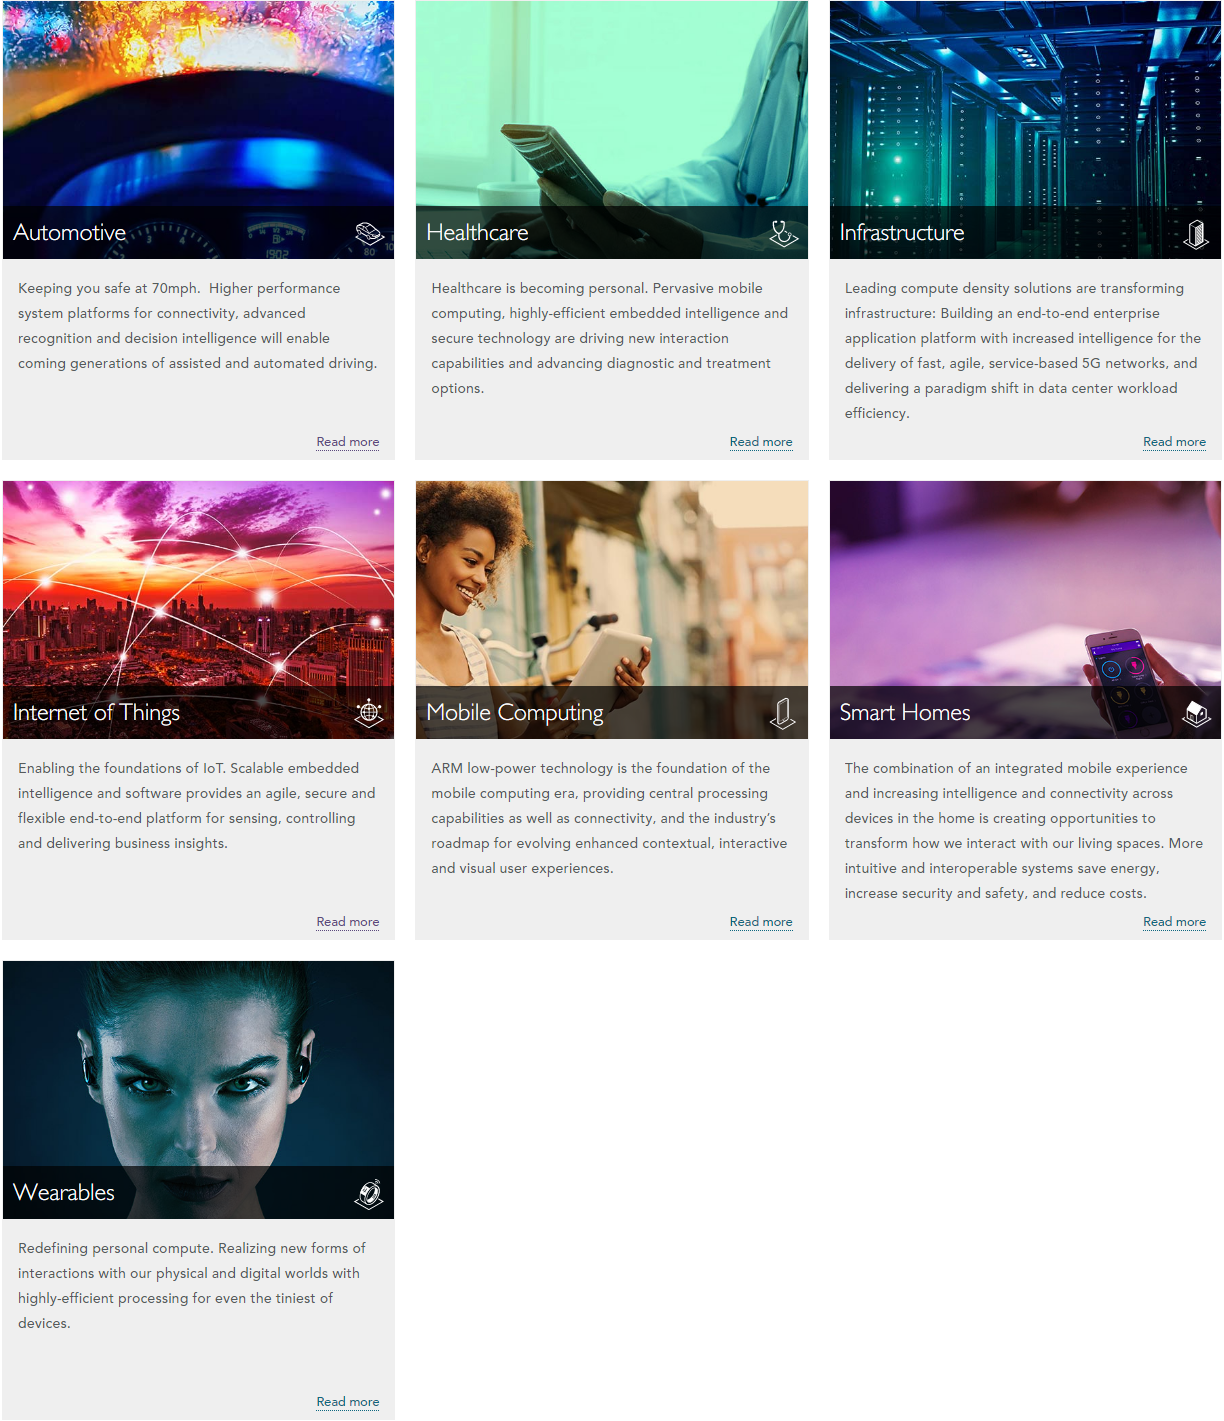 Automotive
Keeping you safe at 70mph.  Higher performance
system platforms for connectivity, advanced
recognition and decision intelligence will enable
coming generations of assisted and automated driving.
Read more
Healthcare
Healthcare is becoming personal. Pervasive mobile
computing, highly-efficient embedded intelligence and
secure technology are driving new interaction
capabilities and advancing diagnostic and treatment
options.
Read more
Infrastructure
Leading compute density solutions are transforming
infrastructure: Building an end-to-end enterprise
application platform with increased intelligence for the
delivery of fast, agile, service-based 5G networks, and
delivering a paradigm shift in data center workload
efficiency.
Read more
Internet of Things
Enabling the foundations of IoT. Scalable embedded
intelligence and software provides an agile, secure and
flexible end-to-end platform for sensing, controlling
and delivering business insights.
Read more
Mobile Computing
ARM low-power technology is the foundation of the
mobile computing era, providing central processing
capabilities as well as connectivity, and the industry's
roadmap for evolving enhanced contextual, interactive
and visual user experiences.
Read more
Smart Homes
The combination of an integrated mobile experience
and increasing intelligence and connectivity across
devices in the home is creating opportunities to
transform how we interact with our living spaces. More
intuitive and interoperable systems save energy,
increase security and safety, and reduce costs.
Read more
Wearables
Redefining personal compute. Realizing new forms of
interactions with our physical and digital worlds with
highly-efficient processing for even the tiniest of
devices.
Read more